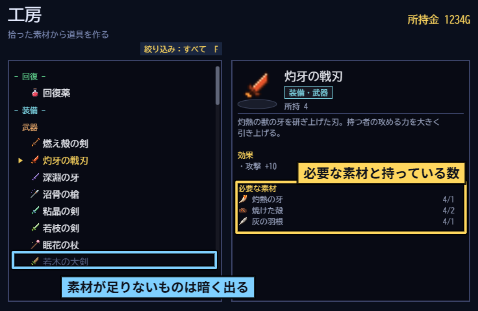 工房
所持金 1234G
拾った素材から道具を作る
絞り込み：すべて F
- 回復 -
回復薬
- 装備 -
武器
燃え殻の剣
灼牙の戦刃
深淵の牙
沼骨の槍
粘晶の剣
若枝の剣
眠花の杖
若木の大剣
素材が足りないものは暗く出る
灼牙の戦刃
装備・武器
所持 4
灼熱の獣の牙を研ぎ上げた刃。持つ者の攻める力を大きく
引き上げる。
効果
・攻撃 +10
必要な素材と持っている数
必要な素材
灼熱の牙 4/1
焼けた殻 4/2
灰の羽根 4/1